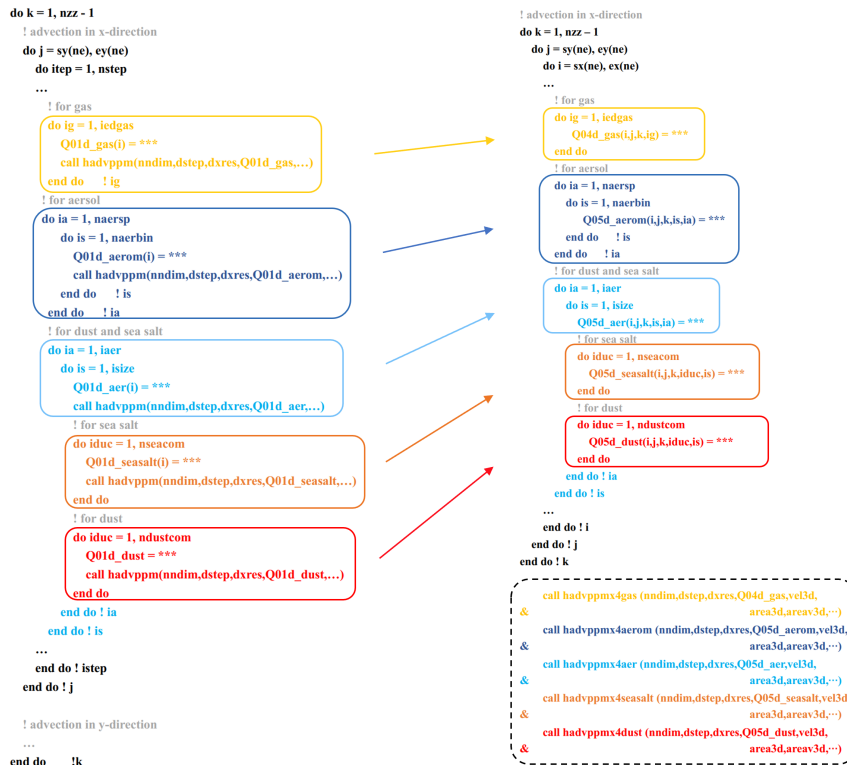 do k = 1, nzz - 1
! advection in x-direction
do j = sy(ne), ey(ne)
do itep = 1, nstep
...
! for gas
do ig = 1, iedgas
Q01d_gas(i) = ***
call hadvppm(nndim,dstep,dxres,Q01d_gas,...)
end do ! ig
! for aersol
do ia = 1, naersp
do is = 1, naerbin
Q01d_aerom(i) = ***
call hadvppm(nndim,dstep,dxres,Q01d_aerom,...)
end do ! is
end do ! ia
! for dust and sea salt
do ia = 1, iaer
do is = 1, isize
Q01d_aer(i) = ***
call hadvppm(nndim,dstep,dxres,Q01d_aer,...)
! for sea salt
do iduc = 1, nseacom
Q01d_seasalt(i) = ***
call hadvppm(nndim,dstep,dxres,Q01d_seasalt,...)
end do
! for dust
do iduc = 1, ndustcom
Q01d_dust = ***
call hadvppm(nndim,dstep,dxres,Q01d_dust,...)
end do
end do ! ia
end do ! is
...
end do ! istep
end do ! j
! advection in y-direction
...
end do !k
! advection in x-direction
do k = 1, nzz – 1
do j = sy(ne), ey(ne)
do i = sx(ne), ex(ne)
...
! for gas
do ig = 1, iedgas
Q04d_gas(i,j,k,ig) = ***
end do
! for aersol
do ia = 1, naersp
do is = 1, naerbin
Q05d_aerom(i,j,k,is,ia) = ***
end do ! is
end do ! ia
! for dust and sea salt
do ia = 1, iaer
do is = 1, isize
Q05d_aer(i,j,k,is,ia) = ***
! for sea salt
do iduc = 1, nseacom
Q05d_seasalt(i,j,k,iduc,is) = ***
end do
! for dust
do iduc = 1, ndustcom
Q05d_dust(i,j,k,iduc,is) = ***
end do
end do ! ia
end do ! is
...
end do ! i
end do ! j
end do ! k
call hadvppmx4gas (nndim,dstep,dxres,Q04d_gas,vel3d,
& area3d,areav3d,···)
call hadvppmx4aerom (nndim,dstep,dxres,Q05d_aerom,vel3d,
& area3d,areav3d,···)
call hadvppmx4aer (nndim,dstep,dxres,Q05d_aer,vel3d,
& area3d,areav3d,···)
call hadvppmx4seasalt (nndim,dstep,dxres,Q05d_seasalt,vel3d
& area3d,areav3d,···)
call hadvppmx4dust (nndim,dstep,dxres,Q05d_dust,vel3d,
& area3d,areav3d,···)